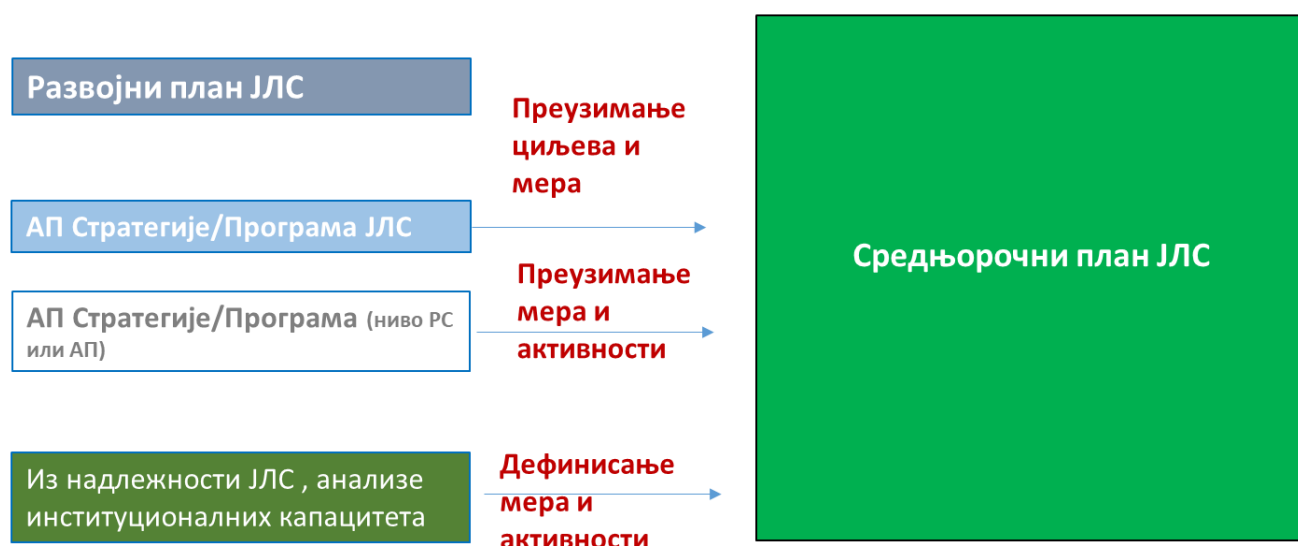 Развојни план ЈЛС
Преузимање
циљева и
мера
АП Стратегије/Програма ЈЛС
Преузимање
мера и
активности
АП Стратегије/Програма (ниво РС
или АП)
Из надлежности ЈЛС , анализе
институционалних капацитета
Дефинисање
мера и
активности
Средњорочни план ЈЛС